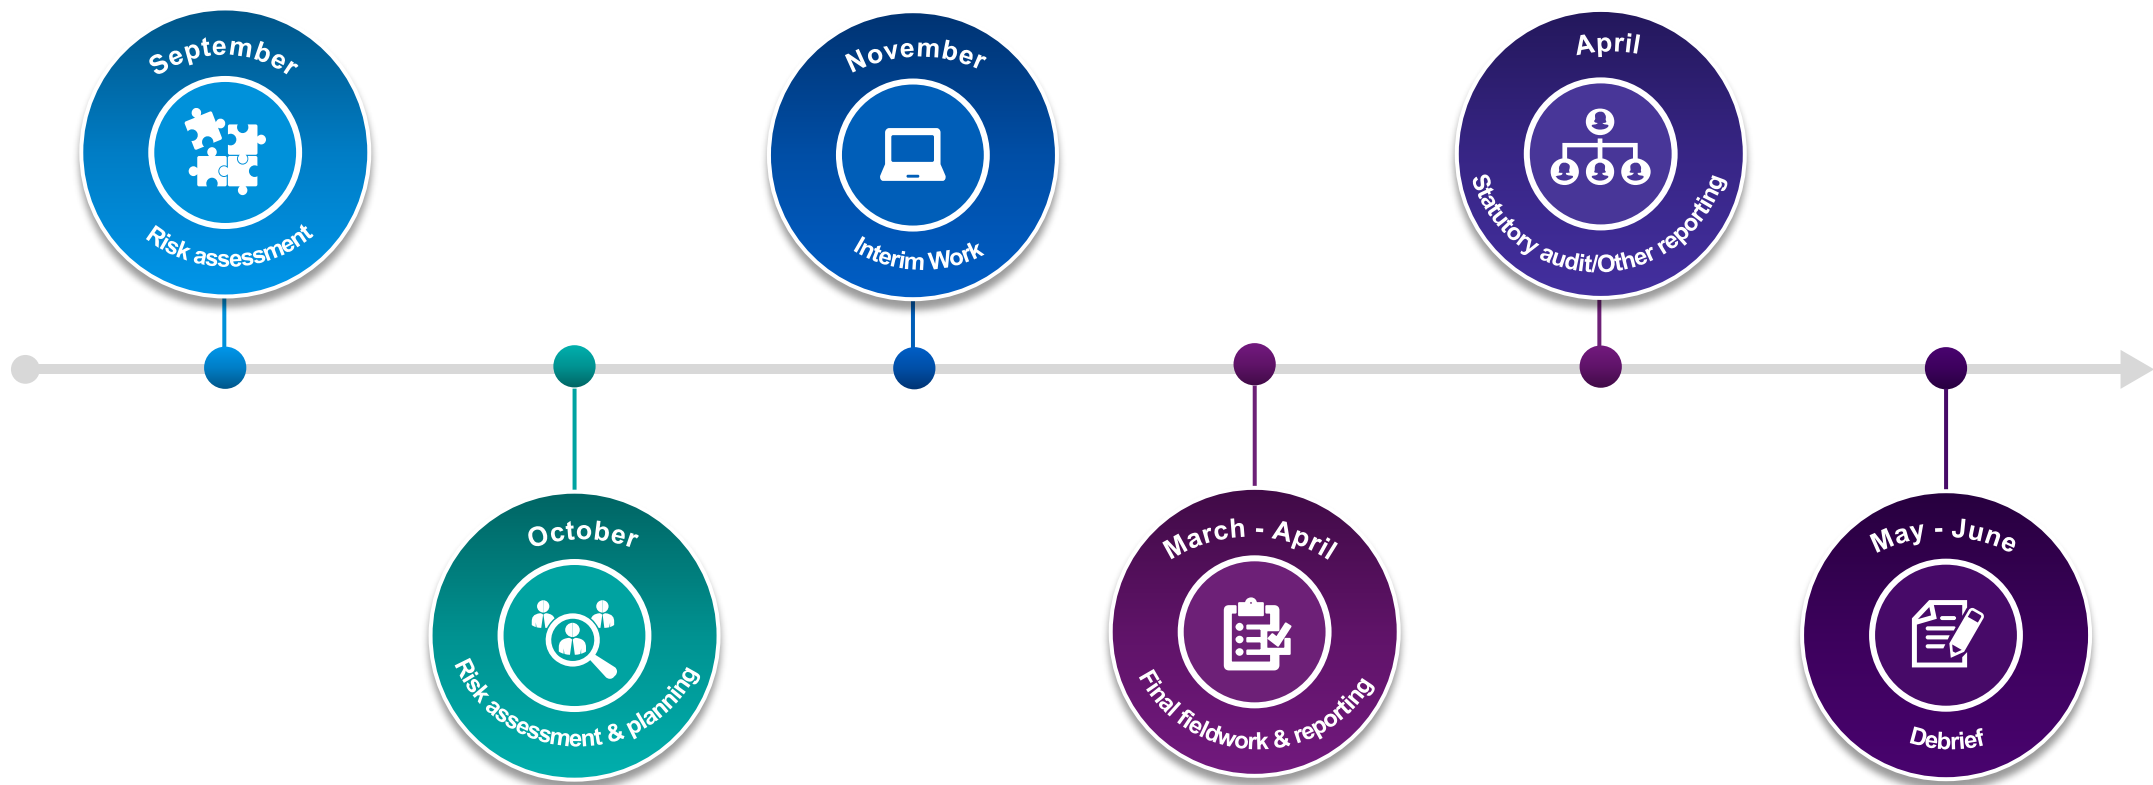 September
Risk assessment
October
Risk assessment & planning
November
Interim Work
March - April
Final fieldwork & reporting
April
Statutory audit/Other reporting
May - June
Debrief